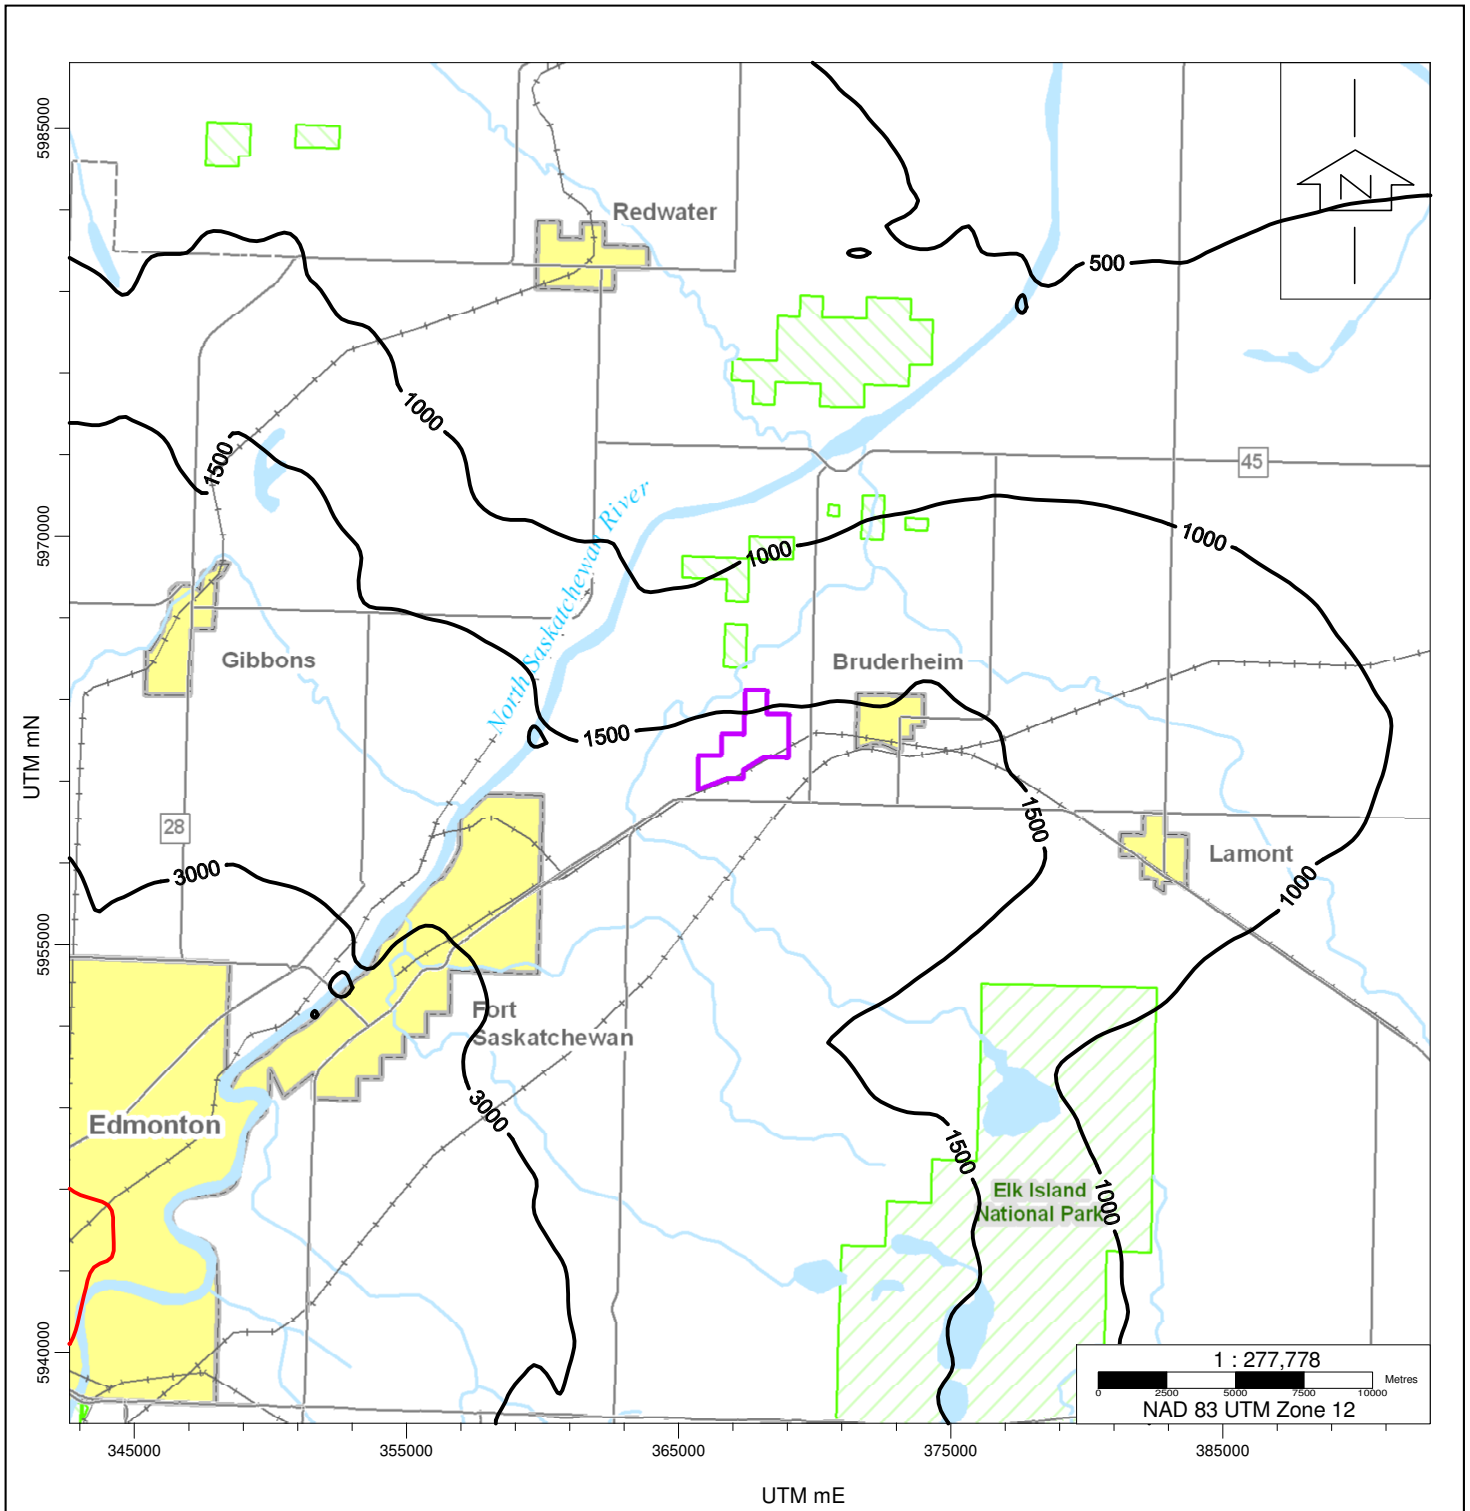 5985000
N
Redwater
500
1000
1500
45
5970000
North Saskatchewan River
1000
1000
Gibbons
Bruderheim
1500
UTM mN
28
1500
Lamont
3000
1000
5955000
Fort
Saskatchewan
Edmonton
3000
1500
Elk Island
National Park
1000
5940000
1 : 277,778
0 2500 5000 7500 10000 Metres
NAD 83 UTM Zone 12
345000 355000 365000 375000 385000
UTM mE